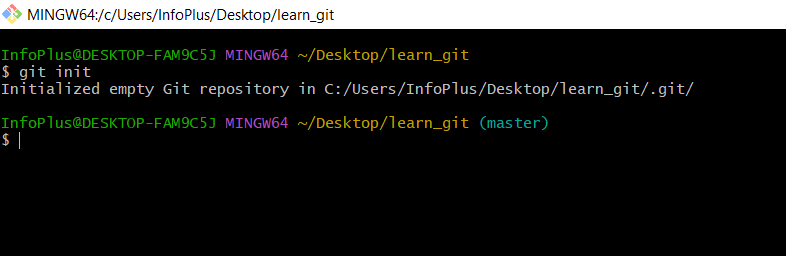 MINGW64:/c/Users/InfoPlus/Desktop/learn_git
InfoPlus@DESKTOP-FAM9C5J MINGW64 ~/Desktop/learn_git
$ git init
Initialized empty Git repository in C:/Users/InfoPlus/Desktop/learn_git/.git/
InfoPlus@DESKTOP-FAM9C5J MINGW64 ~/Desktop/learn_git (master)
$